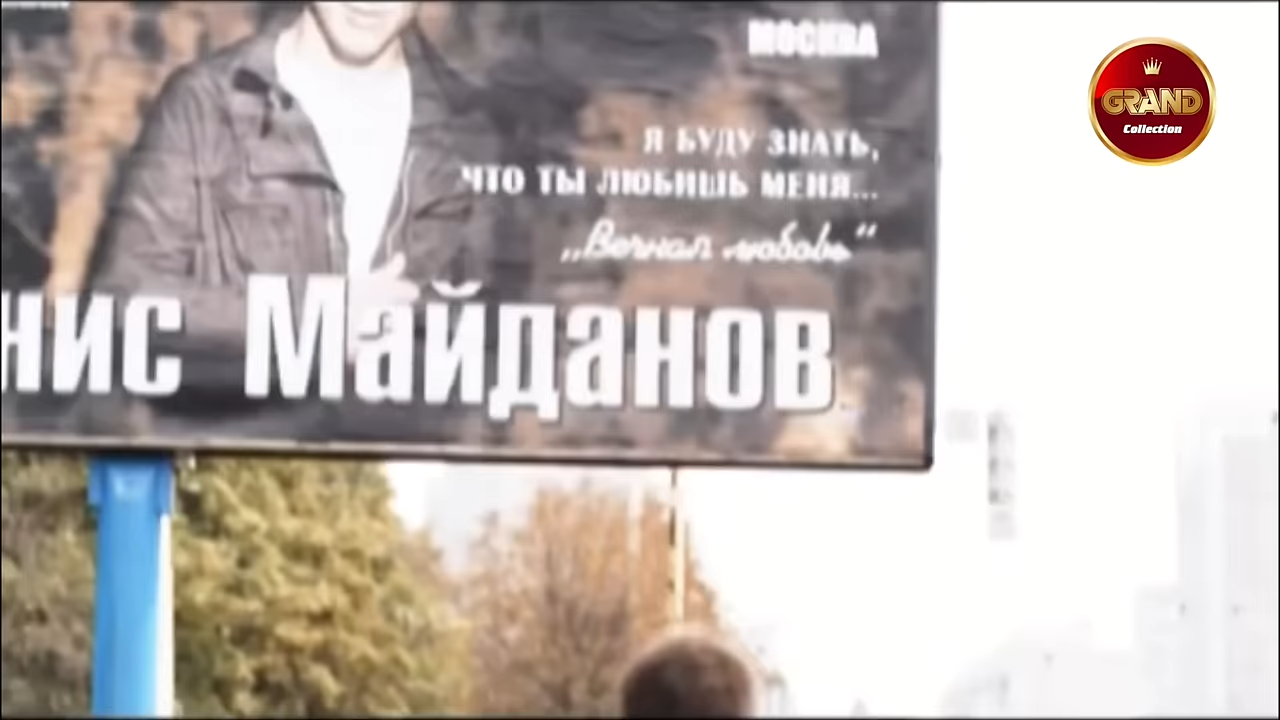 МОСКВА
Я БУДУ ЗНАТЬ,
ЧТО ТЫ ЛЮБИШЬ МЕНЯ...
„Вечная любовь“
нис Майданов
GRAND
Collection